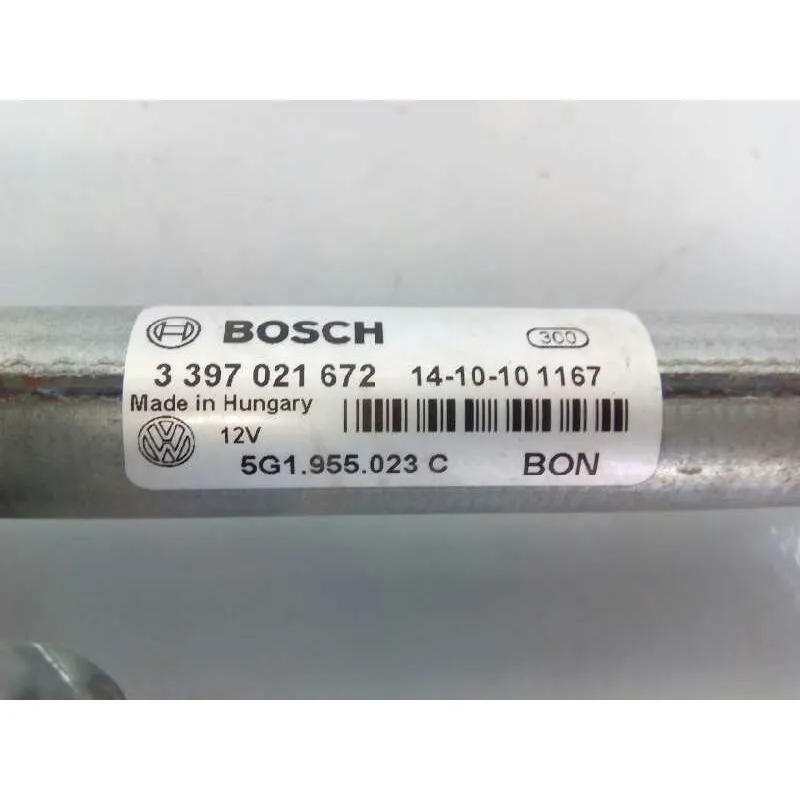 BOSCH 300
3 397 021 672 14-10-10 1167
Made in Hungary
12V
5G1.955.023 C BON